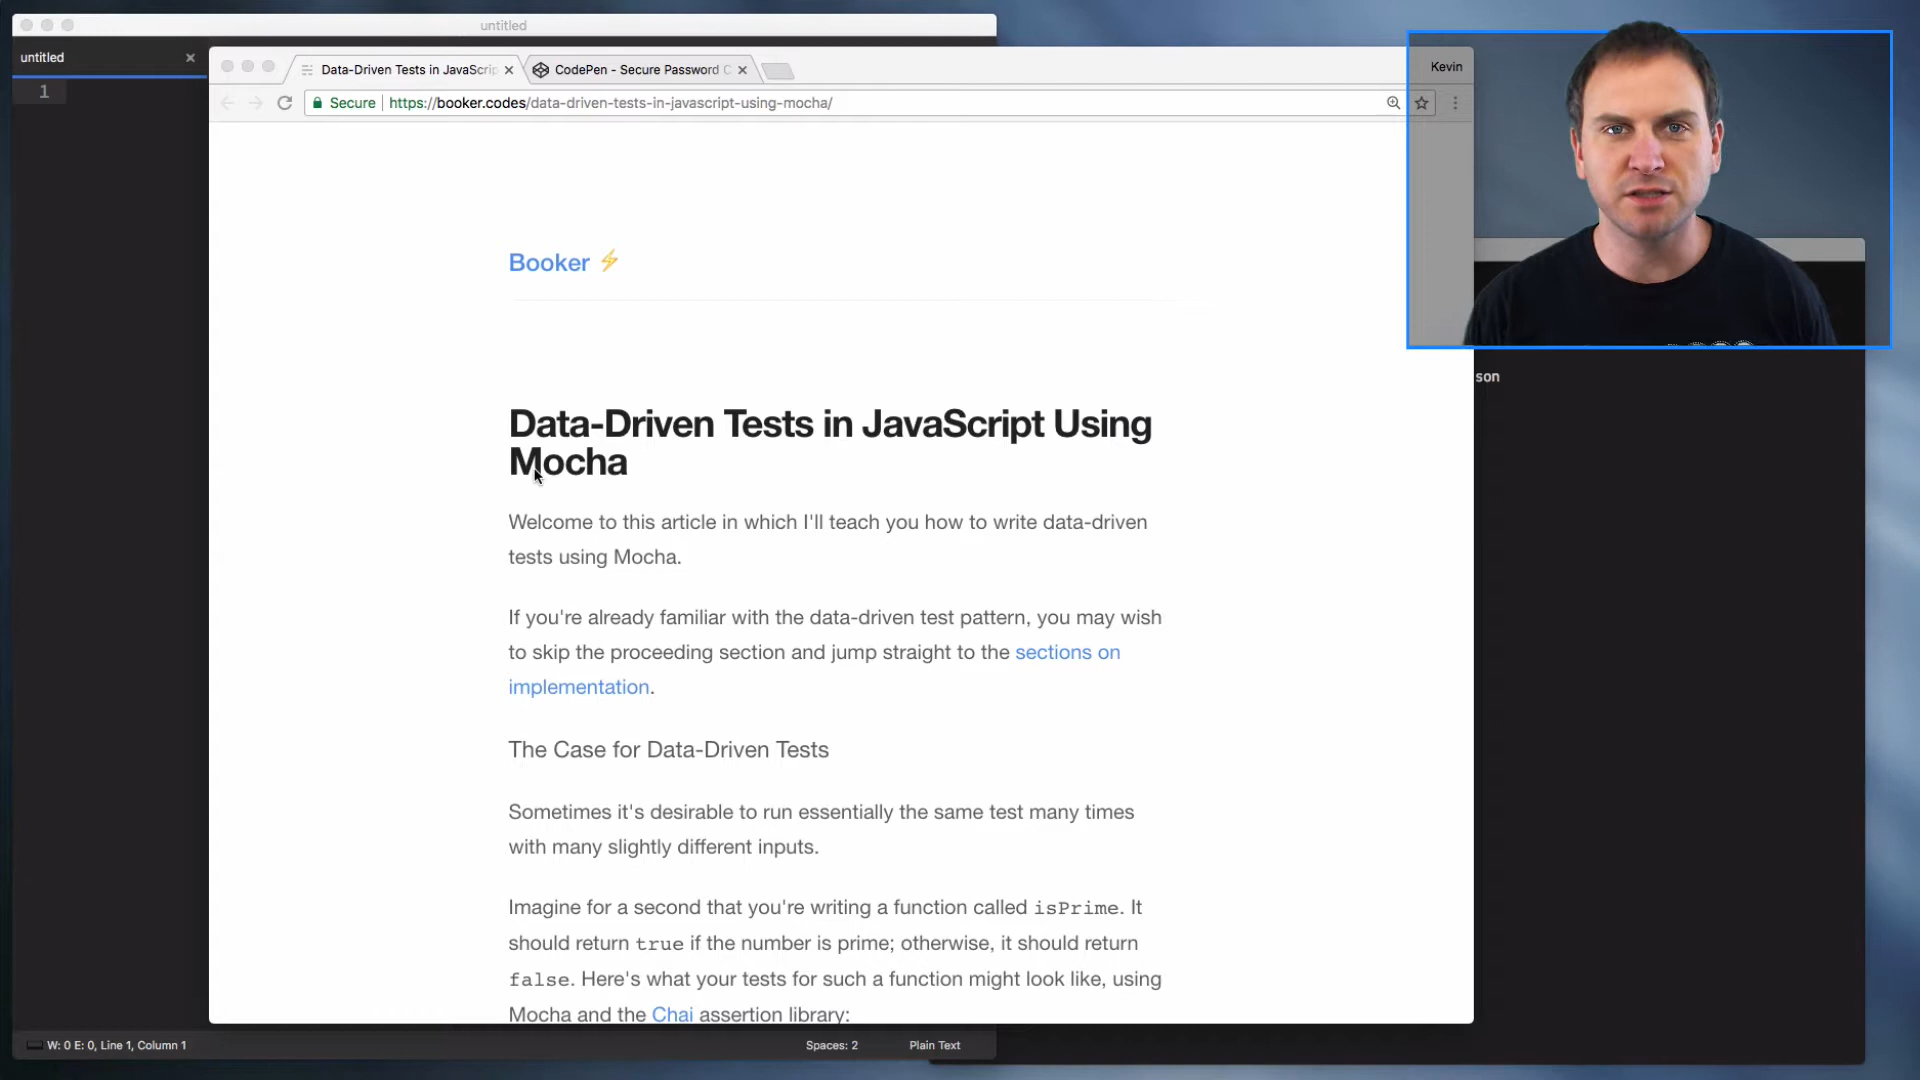 untitled
untitled
1
Data-Driven Tests in JavaScrip
CodePen - Secure Password
Kevin
Secure
https://booker.codes/data-driven-tests-in-javascript-using-mocha/
Booker ⚡
son
Data-Driven Tests in JavaScript Using
Mocha
Welcome to this article in which I'll teach you how to write data-driven
tests using Mocha.
If you're already familiar with the data-driven test pattern, you may wish
to skip the proceeding section and jump straight to the sections on
implementation.
The Case for Data-Driven Tests
Sometimes it's desirable to run essentially the same test many times
with many slightly different inputs.
Imagine for a second that you're writing a function called isPrime. It
should return true if the number is prime; otherwise, it should return
false. Here's what your tests for such a function might look like, using
Mocha and the Chai assertion library:
W: 0 E: 0, Line 1, Column 1
Spaces: 2
Plain Text